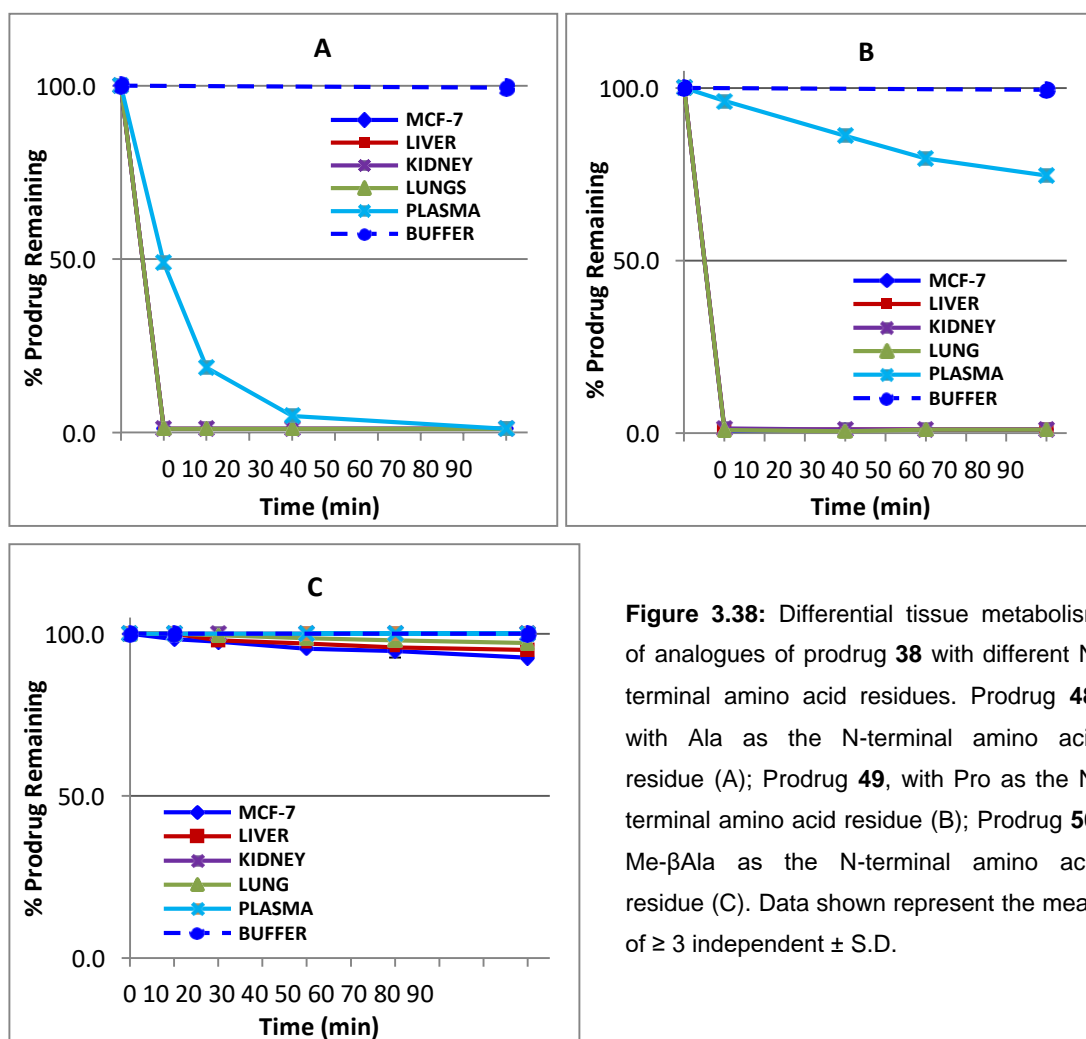 A
100.0
50.0
0.0
% Prodrug Remaining
MCF-7
LIVER
KIDNEY
LUNGS
PLASMA
BUFFER
0 10 20 30 40 50 60 70 80 90
Time (min)
B
100.0
50.0
0.0
% Prodrug Remaining
MCF-7
LIVER
KIDNEY
LUNG
PLASMA
BUFFER
0 10 20 30 40 50 60 70 80 90
Time (min)
C
100.0
50.0
0.0
% Prodrug Remaining
MCF-7
LIVER
KIDNEY
LUNG
PLASMA
BUFFER
0 10 20 30 40 50 60 70 80 90
Time (min)
Figure 3.38: Differential tissue metabolism
of analogues of prodrug 38 with different N-
terminal amino acid residues. Prodrug 48,
with Ala as the N-terminal amino acid
residue (A); Prodrug 49, with Pro as the N-
terminal amino acid residue (B); Prodrug 50
Me-βAla as the N-terminal amino acid
residue (C). Data shown represent the mean
of ≥ 3 independent ± S.D.